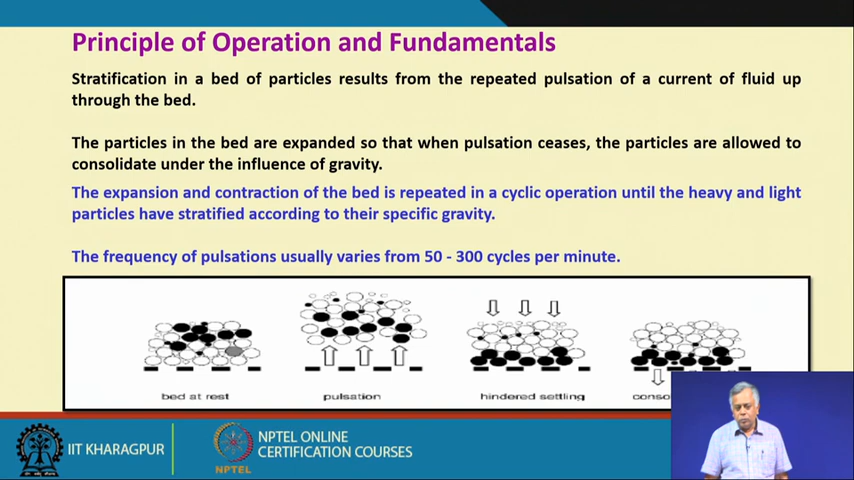 Principle of Operation and Fundamentals
Stratification in a bed of particles results from the repeated pulsation of a current of fluid up
through the bed.
The particles in the bed are expanded so that when pulsation ceases, the particles are allowed to
consolidate under the influence of gravity.
The expansion and contraction of the bed is repeated in a cyclic operation until the heavy and light
particles have stratified according to their specific gravity.
The frequency of pulsations usually varies from 50 - 300 cycles per minute.
bed at rest
pulsation
hindered settling
conso
IIT KHARAGPUR
NPTEL
NPTEL ONLINE
CERTIFICATION COURSES